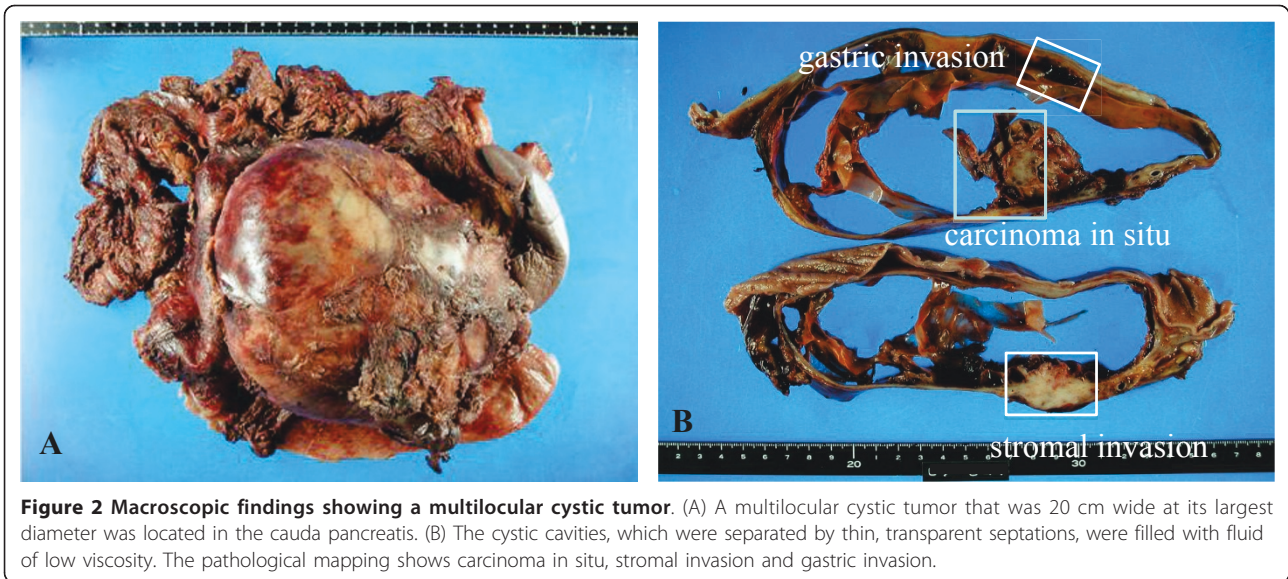 gastric invasion
carcinoma in situ
stromal invasion
A
B
20
30
Figure 2 Macroscopic findings showing a multilocular cystic tumor. (A) A multilocular cystic tumor that was 20 cm wide at its largest
diameter was located in the cauda pancreatis. (B) The cystic cavities, which were separated by thin, transparent septations, were filled with fluid
of low viscosity. The pathological mapping shows carcinoma in situ, stromal invasion and gastric invasion.